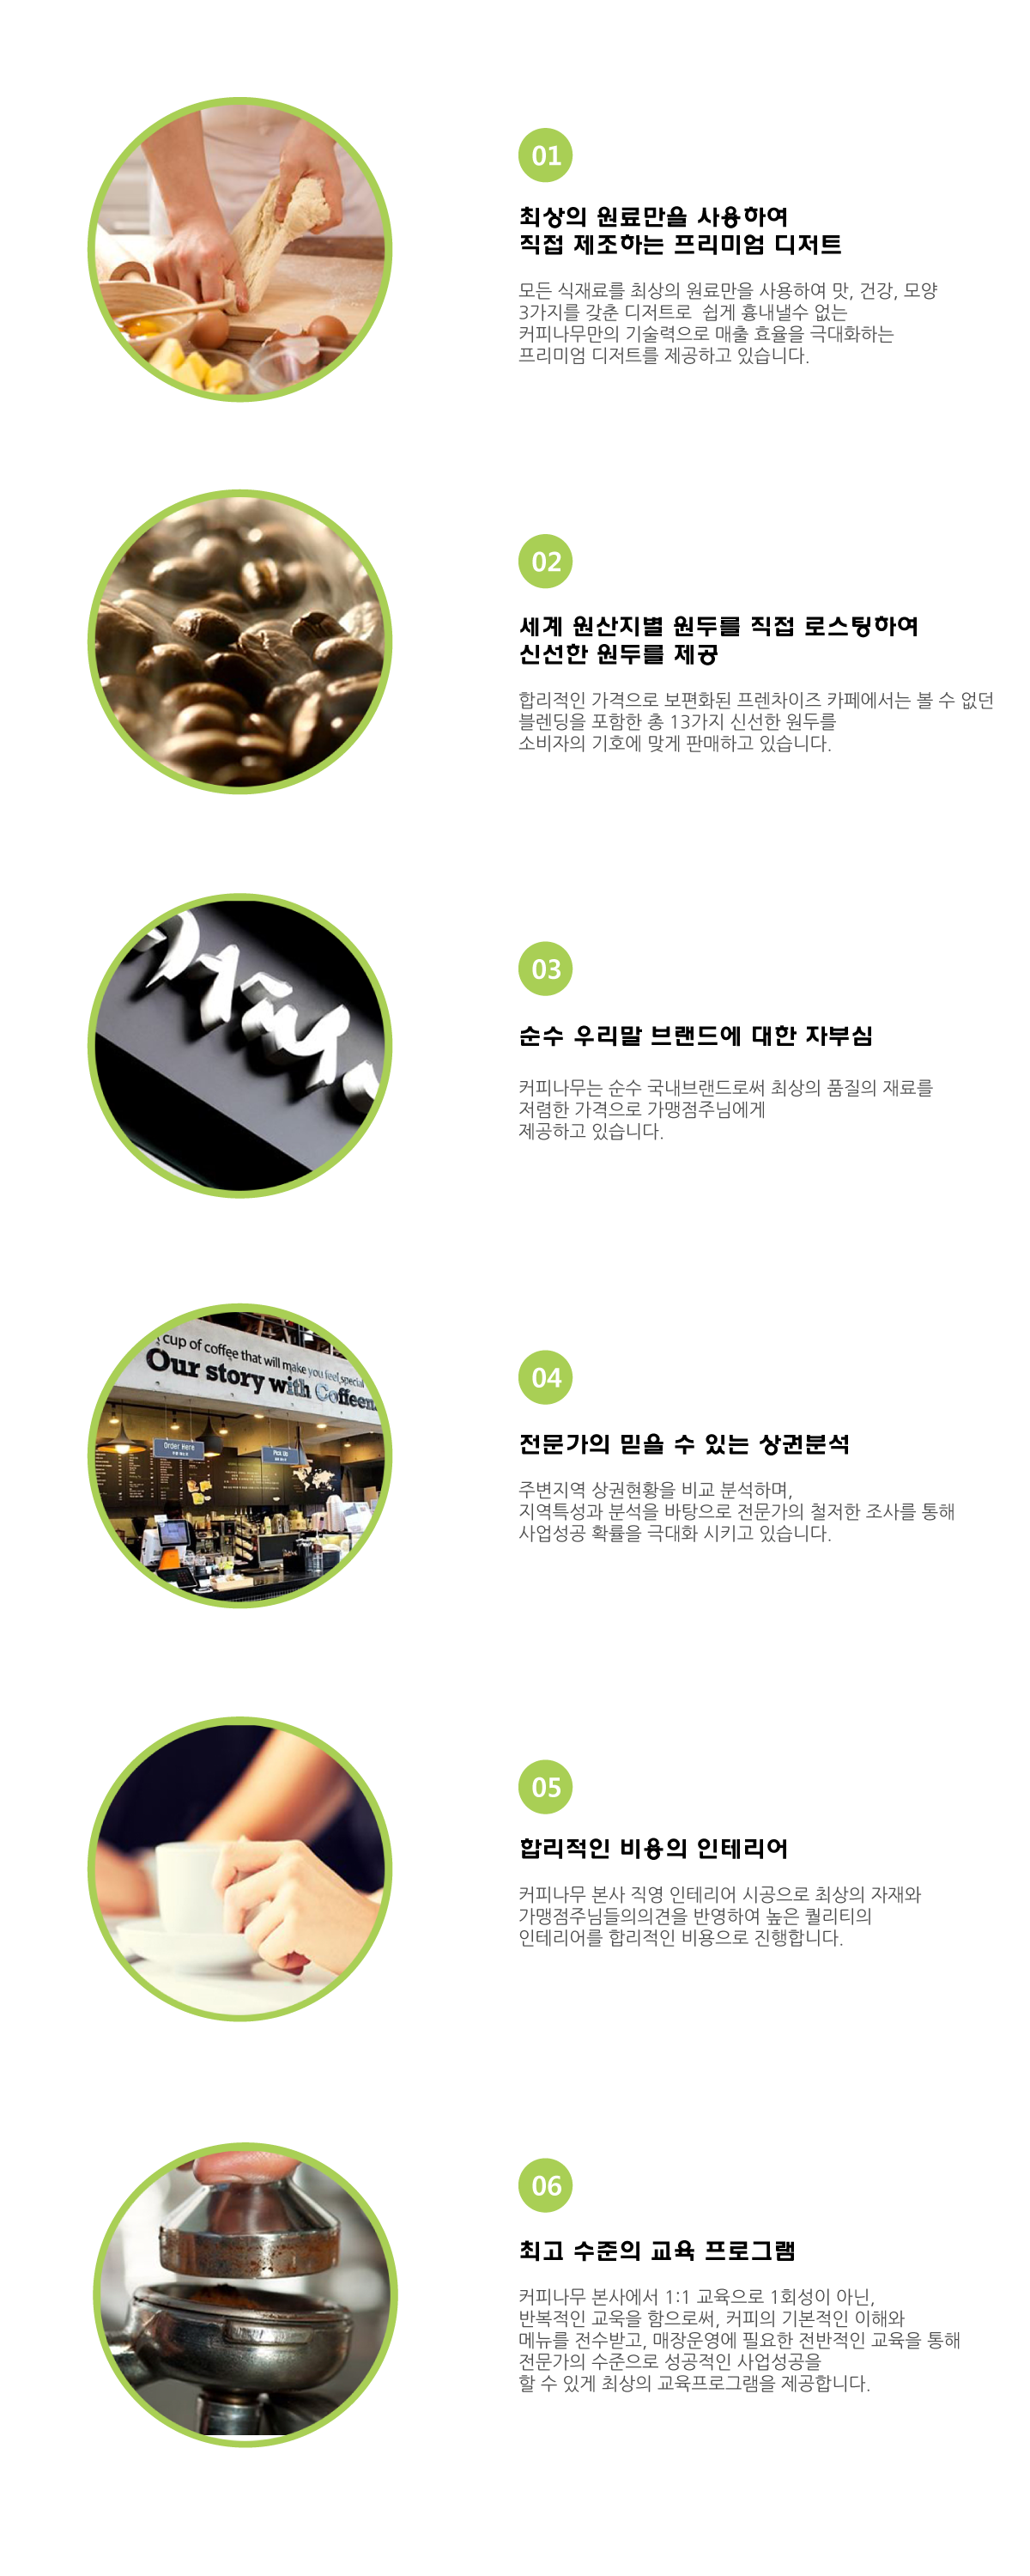 01
최상의 원료만을 사용하여
직접 제조하는 프리미엄 디저트
모든 식재료를 최상의 원료만을 사용하여 맛, 건강, 모양
3가지를 갖춘 디저트로 쉽게 흉내낼수 없는
커피나무만의 기술력으로 매출 효율을 극대화하는
프리미엄 디저트를 제공하고 있습니다.
02
세계 원산지별 원두를 직접 로스팅하여
신선한 원두를 제공
합리적인 가격으로 보편화된 프렌차이즈 카페에서는 볼 수 없던
블렌딩을 포함한 총 13가지 신선한 원두를
소비자의 기호에 맞게 판매하고 있습니다.
03
순수 우리말 브랜드에 대한 자부심
커피나무는 순수 국내브랜드로써 최상의 품질의 재료를
저렴한 가격으로 가맹점주님에게
제공하고 있습니다.
cup of coffee that will make you feel special
Our story with Coffeen
Order Here
Pick Up
04
전문가의 믿을 수 있는 상권분석
주변지역 상권현황을 비교 분석하며,
지역특성과 분석을 바탕으로 전문가의 철저한 조사를 통해
사업성공 확률을 극대화 시키고 있습니다.
05
합리적인 비용의 인테리어
커피나무 본사 직영 인테리어 시공으로 최상의 자재와
가맹점주님들의의견을 반영하여 높은 퀄리티의
인테리어를 합리적인 비용으로 진행합니다.
06
최고 수준의 교육 프로그램
커피나무 본사에서 1:1 교육으로 1회성이 아닌,
반복적인 교육을 함으로써, 커피의 기본적인 이해와
메뉴를 전수받고, 매장운영에 필요한 전반적인 교육을 통해
전문가의 수준으로 성공적인 사업성공을
할 수 있게 최상의 교육프로그램을 제공합니다.